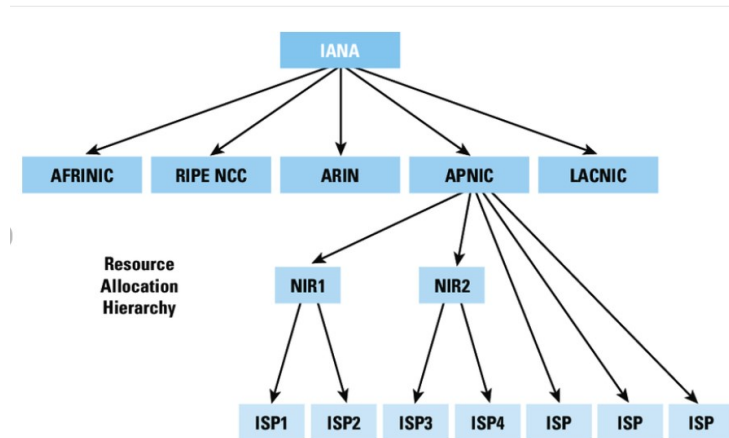 IANA
AFRINIC
RIPE NCC
ARIN
APNIC
LACNIC
Resource
Allocation
Hierarchy
NIR1
NIR2
ISP1
ISP2
ISP3
ISP4
ISP
ISP
ISP